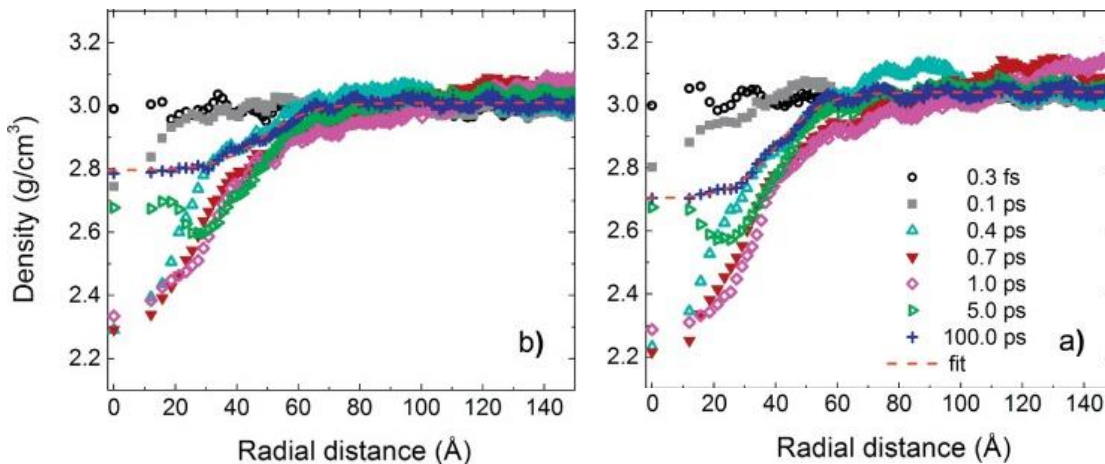 3.2
3.0
2.8
2.6
2.4
2.2
Density (g/cm³)
0 20 40 60 80 100 120 140
Radial distance (Å)
b)
3.2
3.0
2.8
2.6
2.4
2.2
0 20 40 60 80 100 120 140
Radial distance (Å)
0.3 fs
0.1 ps
0.4 ps
0.7 ps
1.0 ps
5.0 ps
100.0 ps
fit
a)